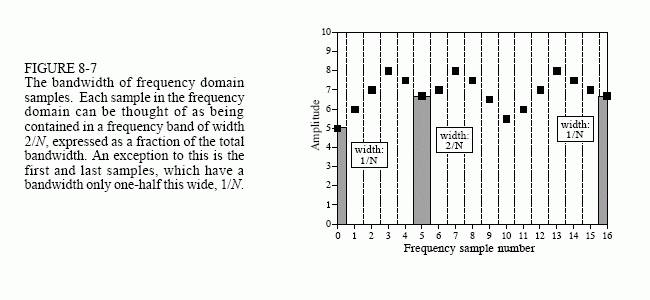 FIGURE 8-7
The bandwidth of frequency domain
samples. Each sample in the frequency
domain can be thought of as being
contained in a frequency band of width
2/N, expressed as a fraction of the total
bandwidth. An exception to this is the
first and last samples, which have a
bandwidth only one-half this wide, 1/N.
Amplitude
10
9
8
7
6
5
4
3
2
1
0
width:
1/N
width:
2/N
width:
1/N
0 1 2 3 4 5 6 7 8 9 10 11 12 13 14 15 16
Frequency sample number